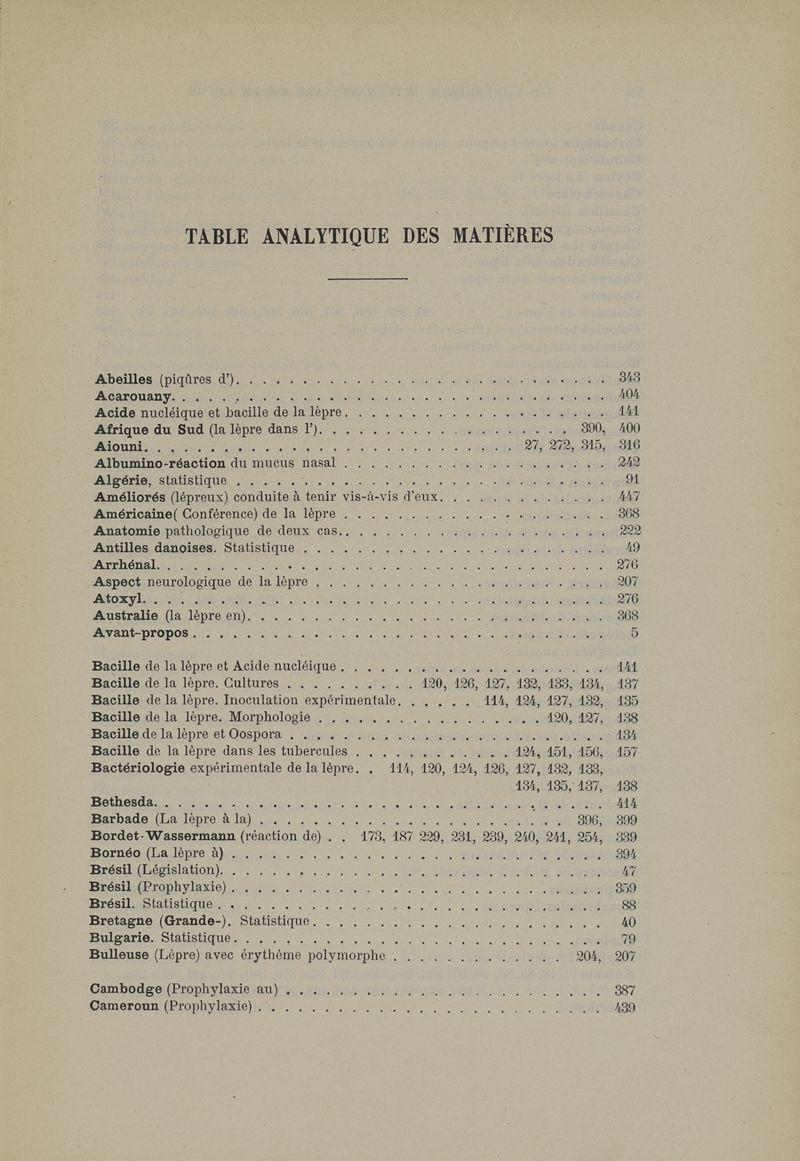 TABLE ANALYTIQUE DES MATIÈRES
Abeilles (piqûres d'). . . . . . . . . . . . . . . . . . . . . . . . . . . . 343
Acarouany. . . . . . . . . . . . . . . . . . . . . . . . . . . . . . . . . 404
Acide nucléique et bacille de la lèpre. . . . . . . . . . . . . . . . . . . . 141
Afrique du Sud (la lèpre dans l'). . . . . . . . . . . . . . . . . . . 390, 400
Aiouni. . . . . . . . . . . . . . . . . . . . . . . . . . . . 27, 272, 315, 316
Albumino-réaction du mucus nasal . . . . . . . . . . . . . . . . . . . . 242
Algérie, statistique . . . . . . . . . . . . . . . . . . . . . . . . . . . . 91
Améliorés (lépreux) conduite à tenir vis-à-vis d'eux. . . . . . . . . . . . . 447
Américaine( Conférence) de la lèpre . . . . . . . . . . . . . . . . . . . . 368
Anatomie pathologique de deux cas.. . . . . . . . . . . . . . . . . . . . 222
Antilles danoises. Statistique . . . . . . . . . . . . . . . . . . . . . . . 49
Arrhénal. . . . . . . . . . . . . . . . . . . . . . . . . . . . . . . . . . 276
Aspect neurologique de la lèpre . . . . . . . . . . . . . . . . . . . . . . 207
Atoxyl. . . . . . . . . . . . . . . . . . . . . . . . . . . . . . . . . . . 276
Australie (la lèpre en). . . . . . . . . . . . . . . . . . . . . . . . . . . 368
Avant-propos . . . . . . . . . . . . . . . . . . . . . . . . . . . . . . . 5
Bacille de la lèpre et Acide nucléique . . . . . . . . . . . . . . . . . . . . 141
Bacille de la lèpre. Cultures . . . . . . . . . . 120, 126, 127, 132, 133, 134, 137
Bacille de la lèpre. Inoculation expérimentale. . . . . . 114, 124, 127, 132, 135
Bacille de la lèpre. Morphologie . . . . . . . . . . . . . . . . . 120, 127, 138
Bacille de la lèpre et Oospora . . . . . . . . . . . . . . . . . . . . . . . . 134
Bacille de la lèpre dans les tubercules . . . . . . . . . . . . 124, 151, 156, 157
Bactériologie expérimentale de la lèpre. . 114, 120, 124, 126, 127, 132, 133,
134, 135, 137, 138
Bethesda. . . . . . . . . . . . . . . . . . . . . . . . . . . . . . . . . . 414
Barbade (La lèpre à la) . . . . . . . . . . . . . . . . . . . . . . . 396, 399
Bordet-Wassermann (réaction de) . . 173, 187 229, 231, 239, 240, 241, 254, 339
Bornéo (La lèpre à) . . . . . . . . . . . . . . . . . . . . . . . . . . . . 394
Brésil (Législation). . . . . . . . . . . . . . . . . . . . . . . . . . . . . 47
Brésil (Prophylaxie) . . . . . . . . . . . . . . . . . . . . . . . . . . . . 359
Brésil. Statistique . . . . . . . . . . . . . . . . . . . . . . . . . . . . . 88
Bretagne (Grande-). Statistique . . . . . . . . . . . . . . . . . . . . . . 40
Bulgarie. Statistique. . . . . . . . . . . . . . . . . . . . . . . . . . . . 79
Bulleuse (Lèpre) avec érythème polymorphe . . . . . . . . . . . . . 204, 207
Cambodge (Prophylaxie au) . . . . . . . . . . . . . . . . . . . . . . . . 387
Cameroun (Prophylaxie) . . . . . . . . . . . . . . . . . . . . . . . . . . 439